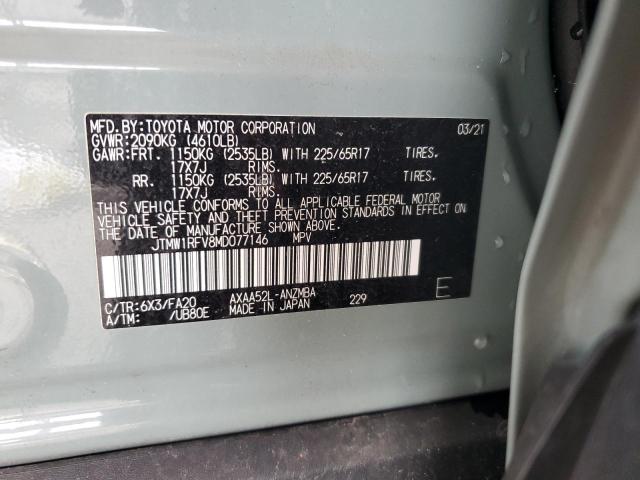 MFD. BY:TOYOTA MOTOR CORPORATION 03/21
GVWR:2090KG (4610LB)
GAWR:FRT. 1150KG (2535LB) WITH 225/65R17 TIRES.
17X7J RIMS.
RR. 1150KG (2535LB) WITH 225/65R17 TIRES.
17X7J RIMS.
THIS VEHICLE CONFORMS TO ALL APPLICABLE FEDERAL MOTOR
VEHICLE SAFETY AND THEFT PREVENTION STANDARDS IN EFFECT ON
THE DATE OF MANUFACTURE SHOWN ABOVE.
JTMW1RFV8MD077146 MPV
C/TR:6X3/FA20 AXAA52L-ANZMBA 229 E
A/TM: /UB80E MADE IN JAPAN